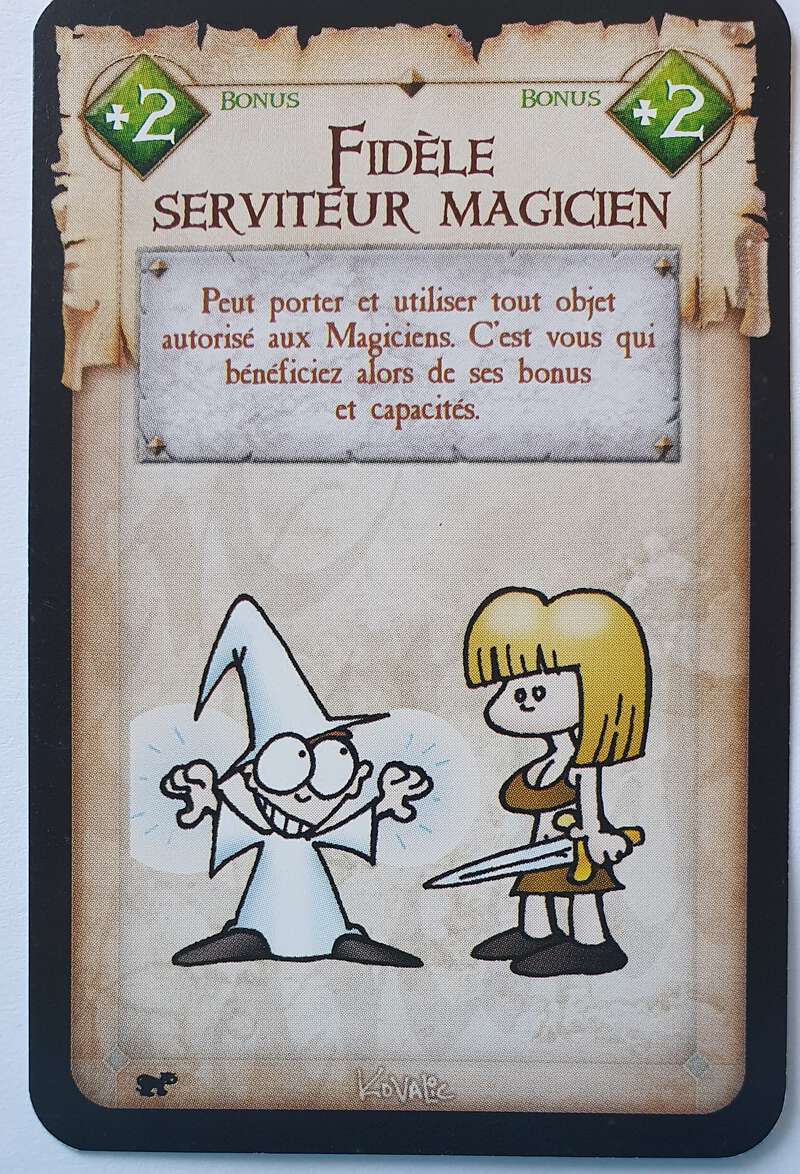 +2 Bonus Bonus +2
Fidèle
serviteur magicien
Peut porter et utiliser tout objet
autorisé aux Magiciens. C'est vous qui
bénéficiez alors de ses bonus
et capacités.
Kovalic